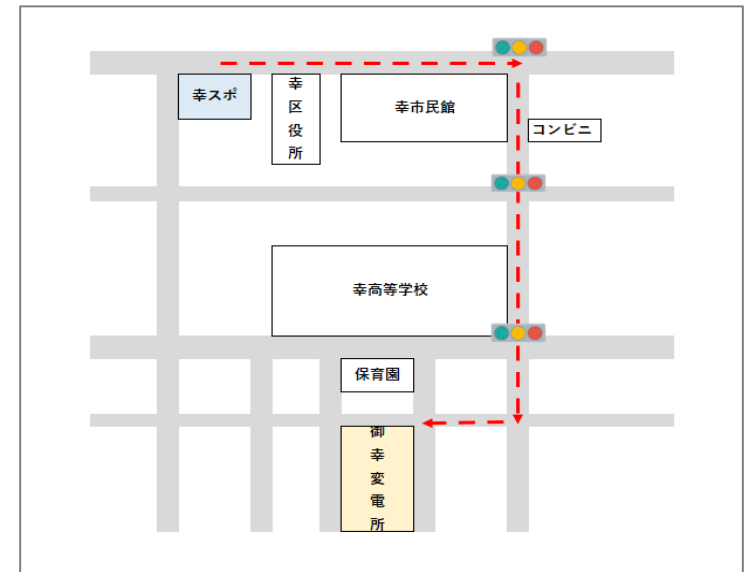 幸スポ
幸区役所
幸市民館
コンビニ
幸高等学校
保育園
御幸変電所